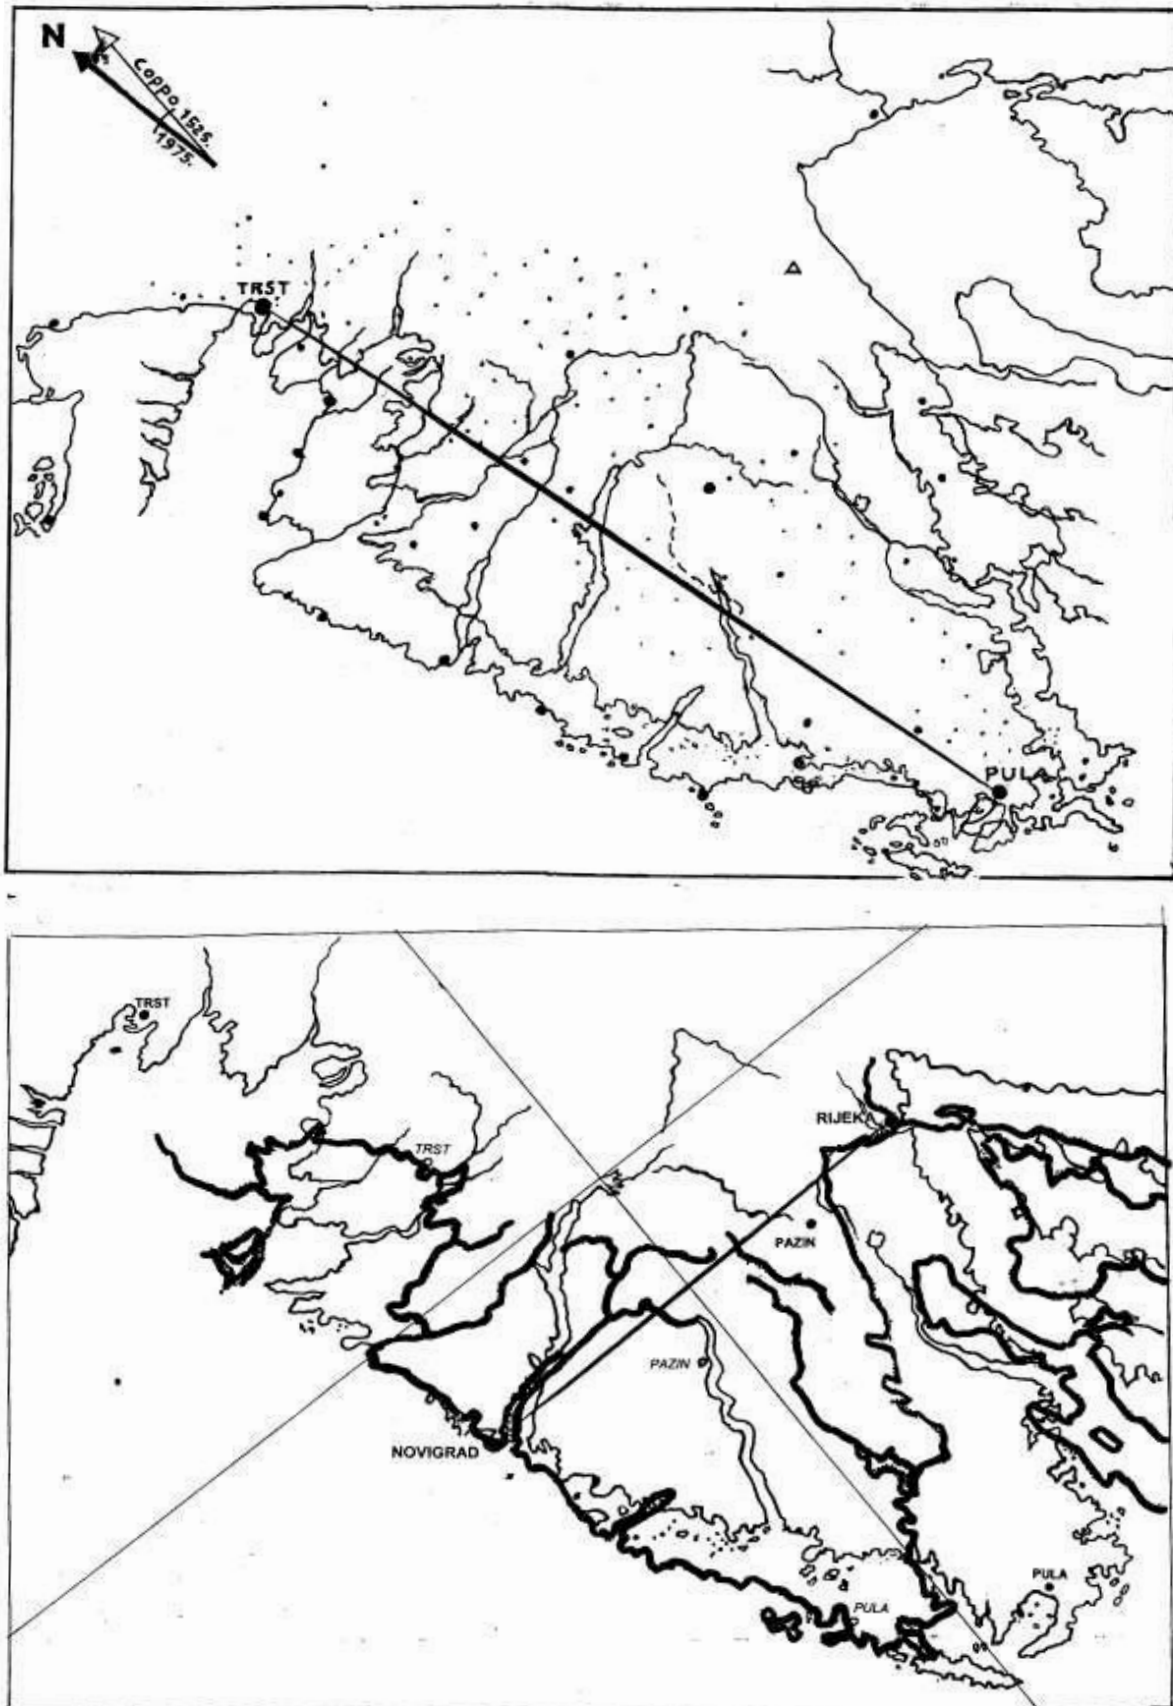 N
Coppo 1525.
1975.
TRST
PULA
TRST
RIJEKA
TRST
PAZIN
PAZIN
NOVIGRAD
PULA
PULA